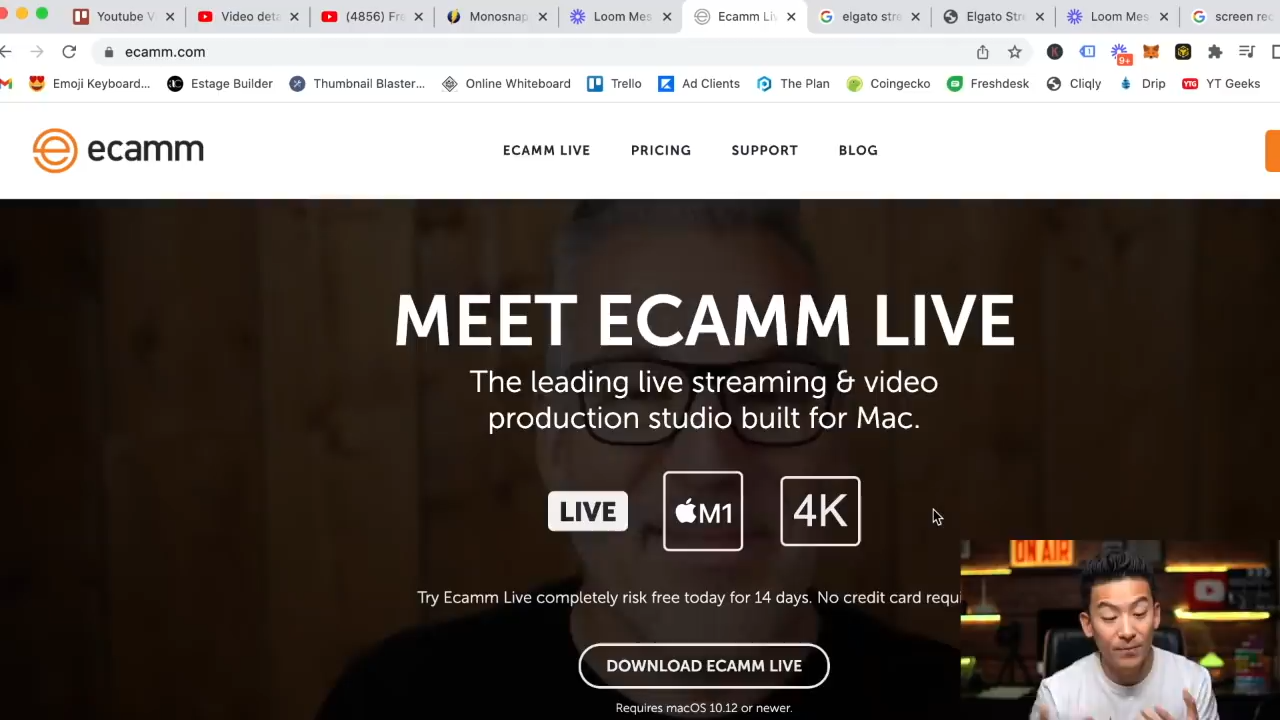 Youtube V
Video deta
(4856) Fr
Monosnap
Loom Mes
Ecamm Liv
elgato stre
Elgato Stre
Loom Mes
screen rec
ecamm.com
9+
Emoji Keyboard...
Estage Builder
Thumbnail Blaster...
Online Whiteboard
Trello
Ad Clients
The Plan
Coingecko
Freshdesk
Cliqly
Drip
YTG
YT Geeks
ecamm
ECAMM LIVE
PRICING
SUPPORT
BLOG
MEET ECAMM LIVE
The leading live streaming & video
production studio built for Mac.
LIVE
M1
4K
Try Ecamm Live completely risk free today for 14 days. No credit card requi
ON AIR
DOWNLOAD ECAMM LIVE
Requires macOS 10.12 or newer.